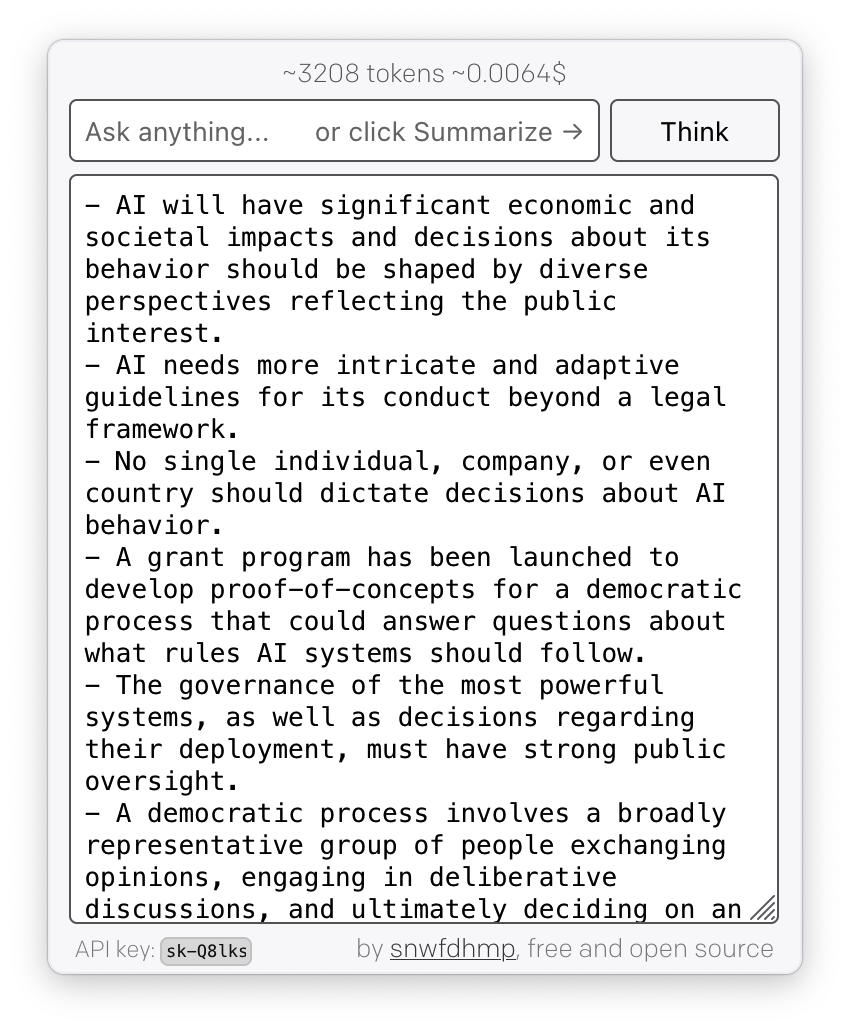 ~3208 tokens ~0.0064$
Ask anything... or click Summarize → Think
– AI will have significant economic and
societal impacts and decisions about its
behavior should be shaped by diverse
perspectives reflecting the public
interest.
– AI needs more intricate and adaptive
guidelines for its conduct beyond a legal
framework.
– No single individual, company, or even
country should dictate decisions about AI
behavior.
– A grant program has been launched to
develop proof–of–concepts for a democratic
process that could answer questions about
what rules AI systems should follow.
– The governance of the most powerful
systems, as well as decisions regarding
their deployment, must have strong public
oversight.
– A democratic process involves a broadly
representative group of people exchanging
opinions, engaging in deliberative
discussions, and ultimately deciding on an
API key: sk–Q8lks by snwfdhmp, free and open source